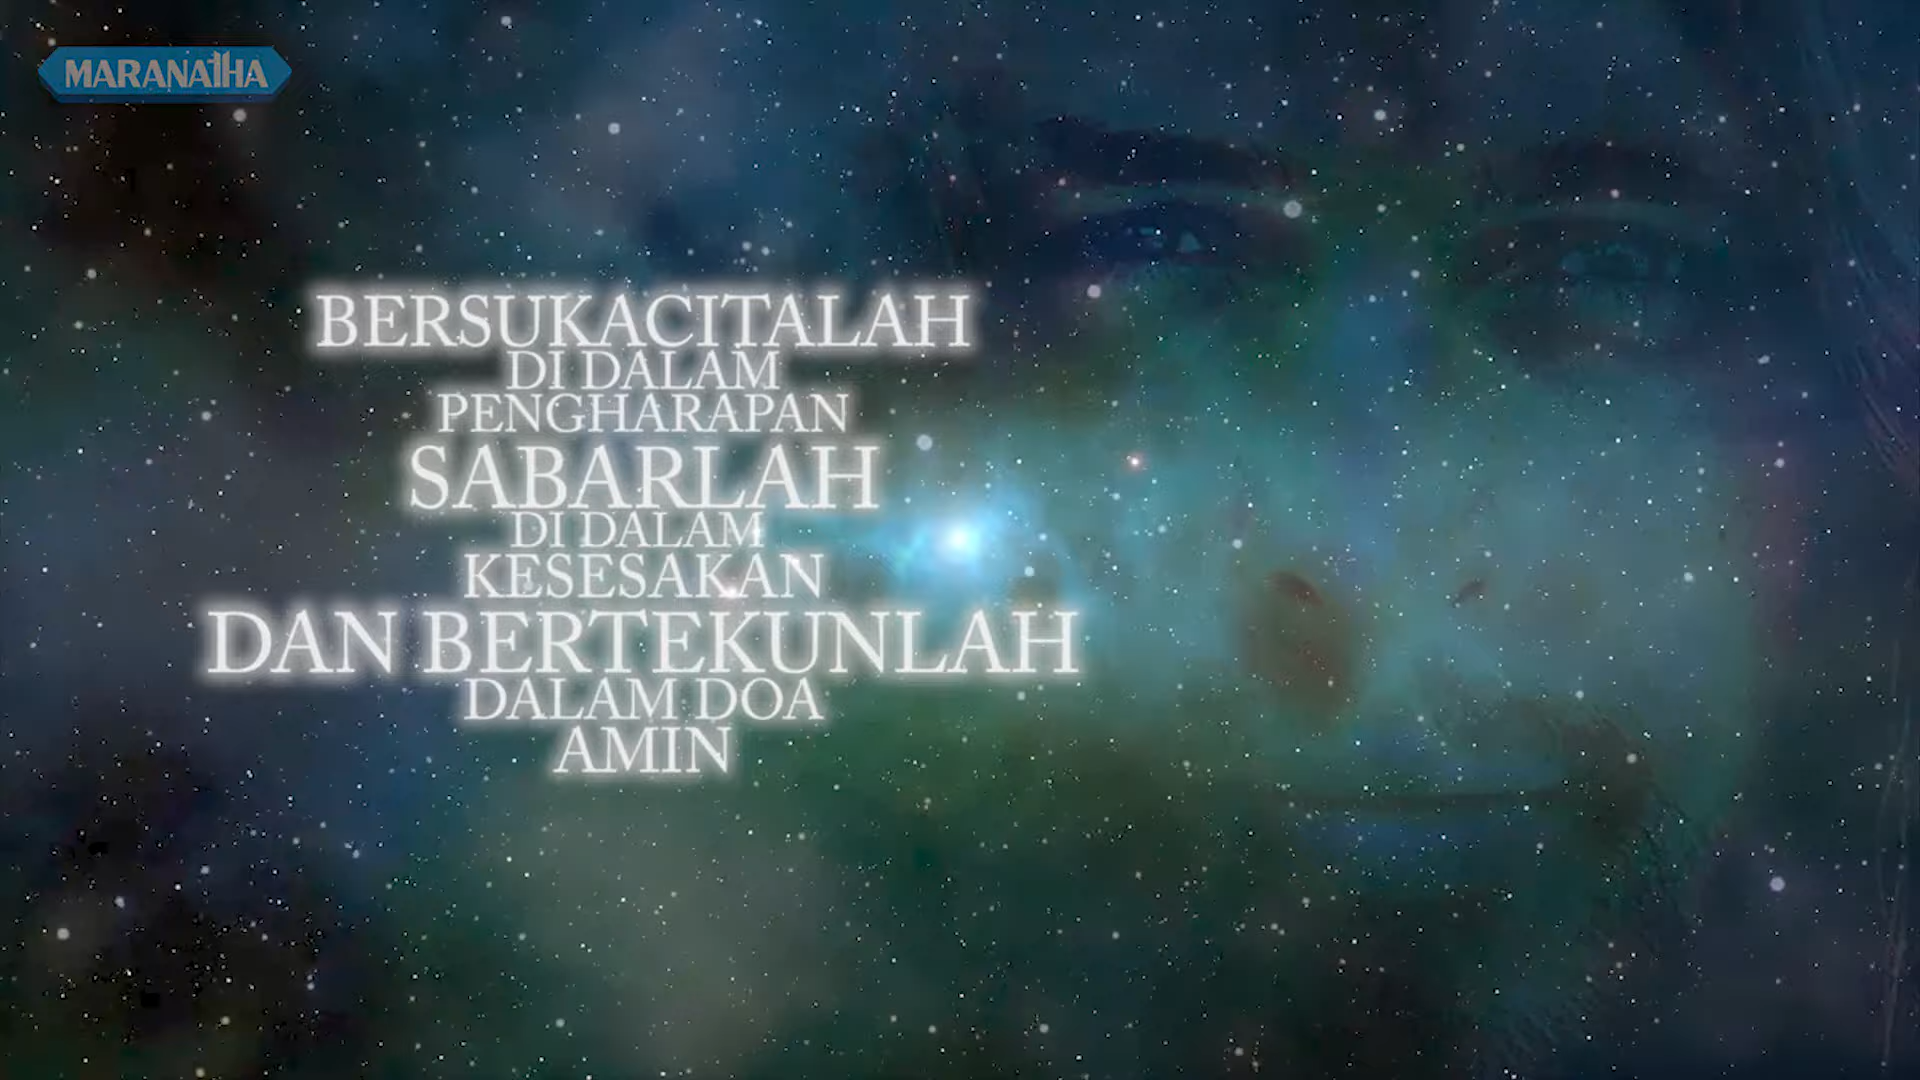 MARANATHA
BERSUKACITALAH
DI DALAM
PENGHARAPAN
SABARLAH
DI DALAM
KESESAKAN
DAN BERTEKUNLAH
DALAM DOA
AMIN